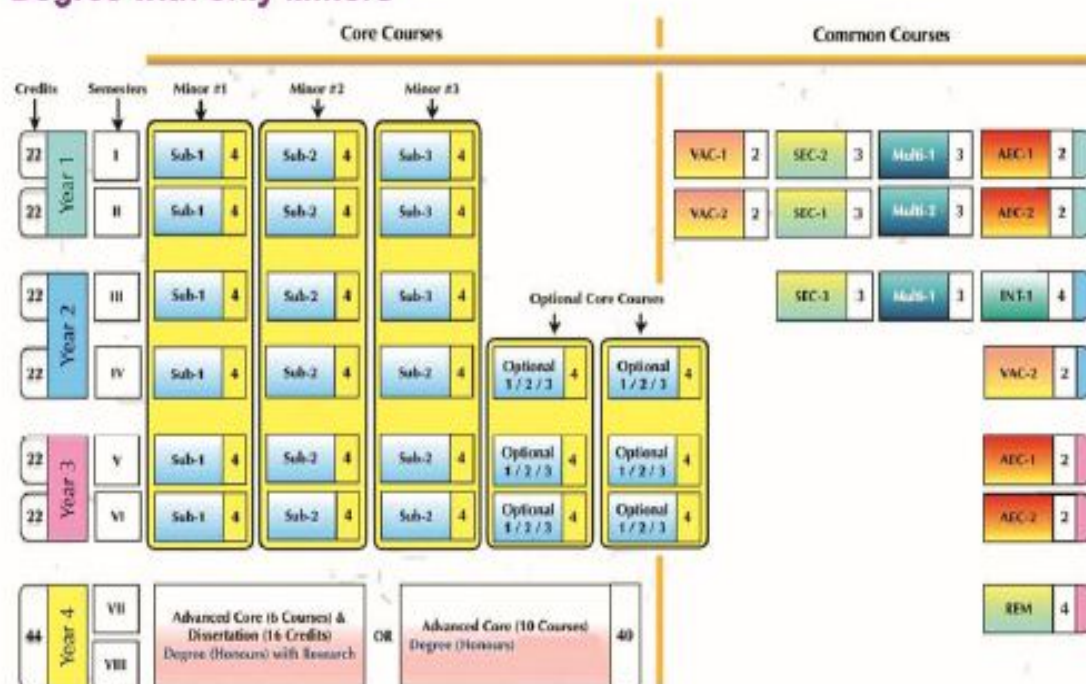 Degree with only Minors
Core Courses
Common Courses
Credits Semesters Minor #1 Minor #2 Minor #3
22 Year 1 I Sub-1 4 Sub-2 4 Sub-3 4 VAC-1 2 SEC-2 3 Multi-1 3 AEC-1 2
22 II Sub-1 4 Sub-2 4 Sub-3 4 VAC-2 2 SEC-1 3 Multi-2 3 AEC-2 2
22 Year 2 III Sub-1 4 Sub-2 4 Sub-3 4 SEC-3 3 Multi-1 3 INT-1 4
Optional Core Courses
22 IV Sub-1 4 Sub-2 4 Sub-2 4 Optional 1 / 2 / 3 4 Optional 1 / 2 / 3 4 VAC-2 2
22 Year 3 V Sub-1 4 Sub-2 4 Sub-2 4 Optional 1 / 2 / 3 4 Optional 1 / 2 / 3 4 AEC-1 2
22 VI Sub-1 4 Sub-2 4 Sub-2 4 Optional 1 / 2 / 3 4 Optional 1 / 2 / 3 4 AEC-2 2
44 Year 4 VII VIII
Advanced Core (6 Courses) &
Dissertation (16 Credits)
Degree (Honours) with Research
OR
Advanced Core (10 Courses)
Degree (Honours)
40
REM 4